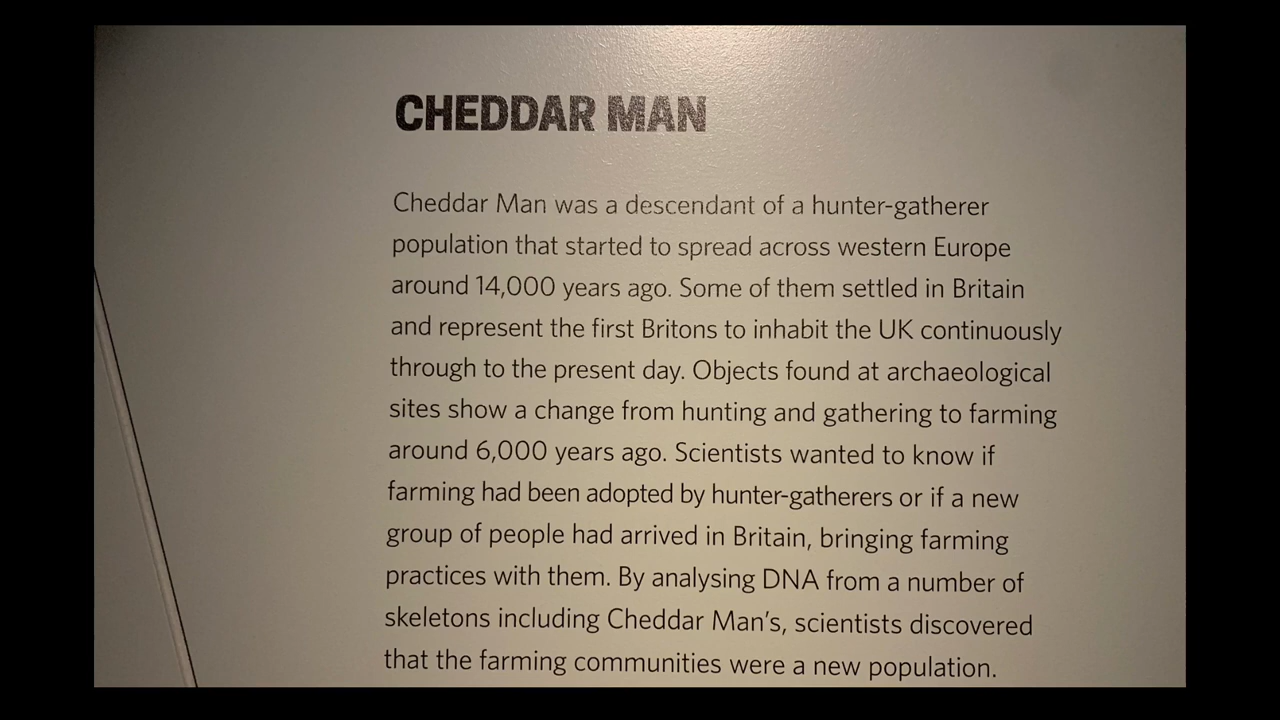 CHEDDAR MAN
Cheddar Man was a descendant of a hunter-gatherer
population that started to spread across western Europe
around 14,000 years ago. Some of them settled in Britain
and represent the first Britons to inhabit the UK continuously
through to the present day. Objects found at archaeological
sites show a change from hunting and gathering to farming
around 6,000 years ago. Scientists wanted to know if
farming had been adopted by hunter-gatherers or if a new
group of people had arrived in Britain, bringing farming
practices with them. By analysing DNA from a number of
skeletons including Cheddar Man's, scientists discovered
that the farming communities were a new population.